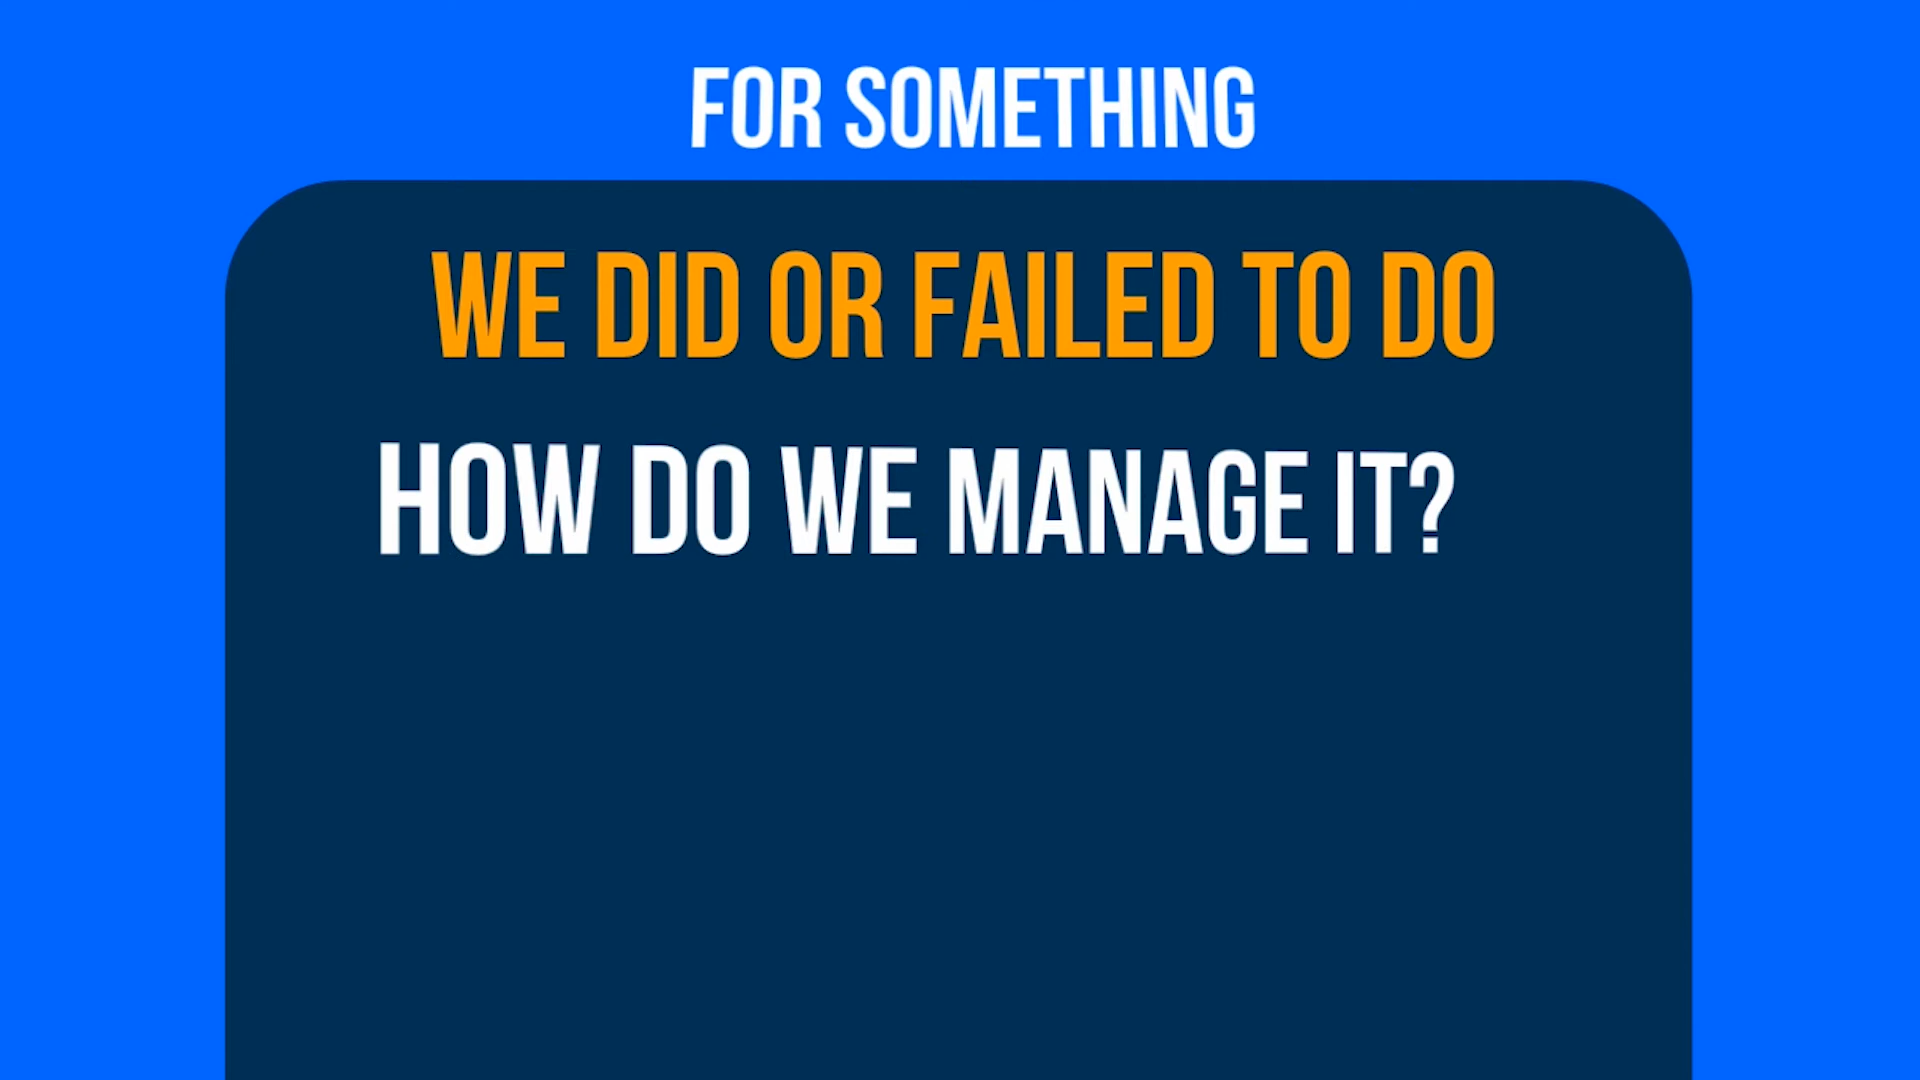 FOR SOMETHING
WE DID OR FAILED TO DO
HOW DO WE MANAGE IT?